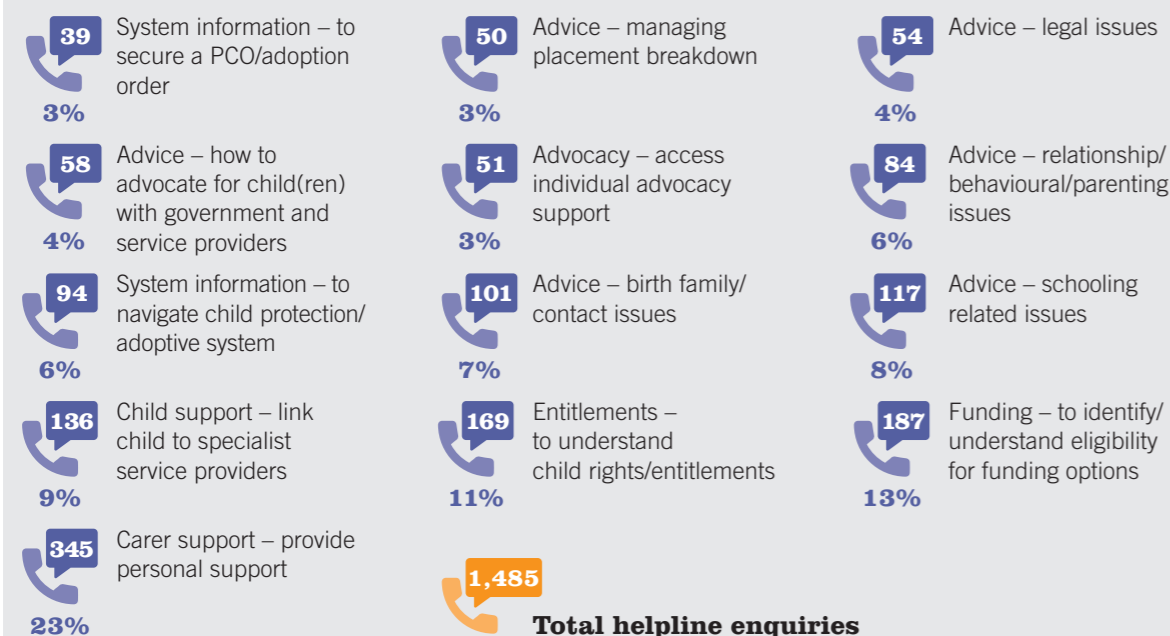 39
System information – to
secure a PCO/adoption
order
3%
50
Advice – managing
placement breakdown
3%
54
Advice – legal issues
4%
58
Advice – how to
advocate for child(ren)
with government and
service providers
4%
51
Advocacy – access
individual advocacy
support
3%
84
Advice – relationship/
behavioural/parenting
issues
6%
94
System information – to
navigate child protection/
adoptive system
6%
101
Advice – birth family/
contact issues
7%
117
Advice – schooling
related issues
8%
136
Child support – link
child to specialist
service providers
9%
169
Entitlements –
to understand
child rights/entitlements
11%
187
Funding – to identify/
understand eligibility
for funding options
13%
345
Carer support – provide
personal support
23%
1,485
Total helpline enquiries